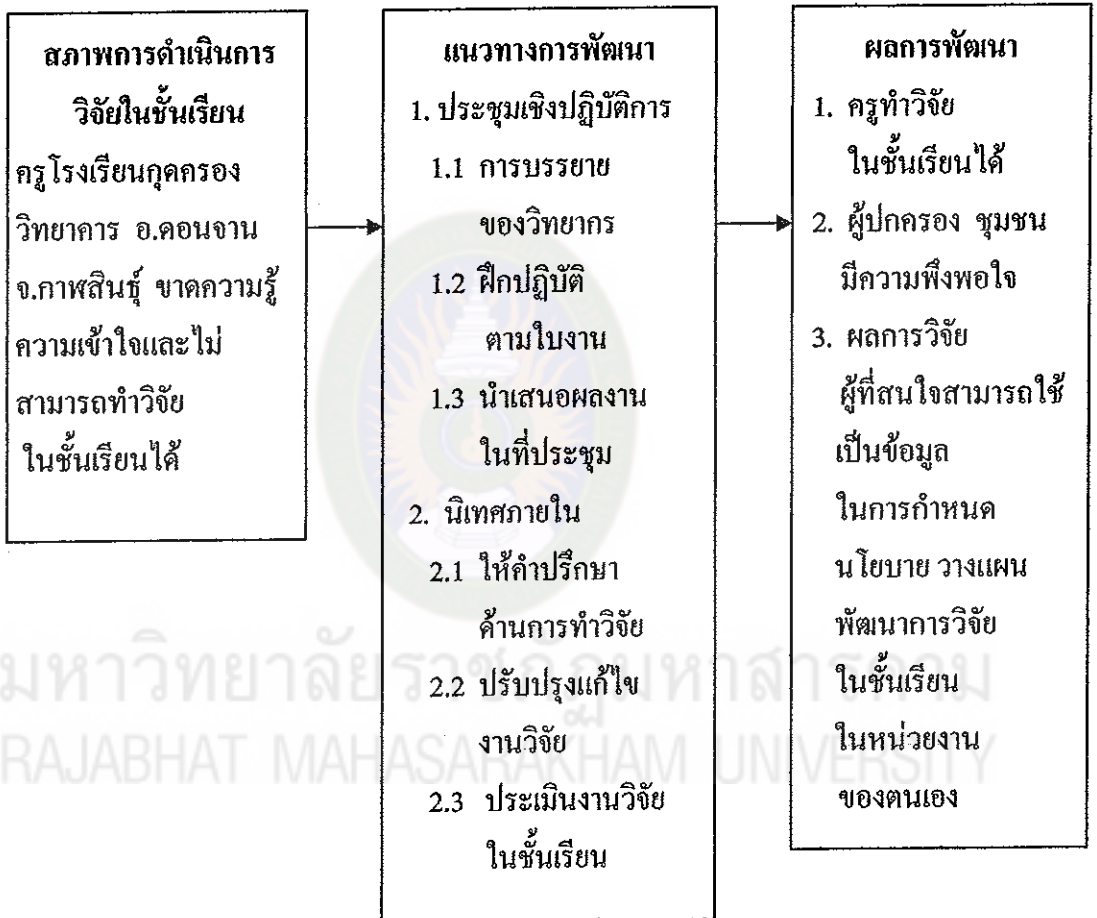 สภาพการดำเนินการ
วิจัยในชั้นเรียน
ครูโรงเรียนกุดครอง
วิทยาคาร อ.ดอนจาน
จ.กาฬสินธุ์ ขาดความรู้
ความเข้าใจและไม่
สามารถทำวิจัย
ในชั้นเรียนได้
แนวทางการพัฒนา
1. ประชุมเชิงปฏิบัติการ
1.1 การบรรยาย
ของวิทยากร
1.2 ฝึกปฏิบัติ
ตามใบงาน
1.3 นำเสนอผลงาน
ในที่ประชุม
2. นิเทศภายใน
2.1 ให้คำปรึกษา
ด้านการทำวิจัย
2.2 ปรับปรุงแก้ไข
งานวิจัย
2.3 ประเมินงานวิจัย
ในชั้นเรียน
ผลการพัฒนา
1. ครูทำวิจัย
ในชั้นเรียนได้
2. ผู้ปกครอง ชุมชน
มีความพึงพอใจ
3. ผลการวิจัย
ผู้ที่สนใจสามารถใช้
เป็นข้อมูล
ในการกำหนด
นโยบาย วางแผน
พัฒนาการวิจัย
ในชั้นเรียน
ในหน่วยงาน
ของตนเอง
มหาวิทยาลัยราชภัฏมหาสารคาม
RAJABHAT MAHASARAKHAM UNIVERSITY